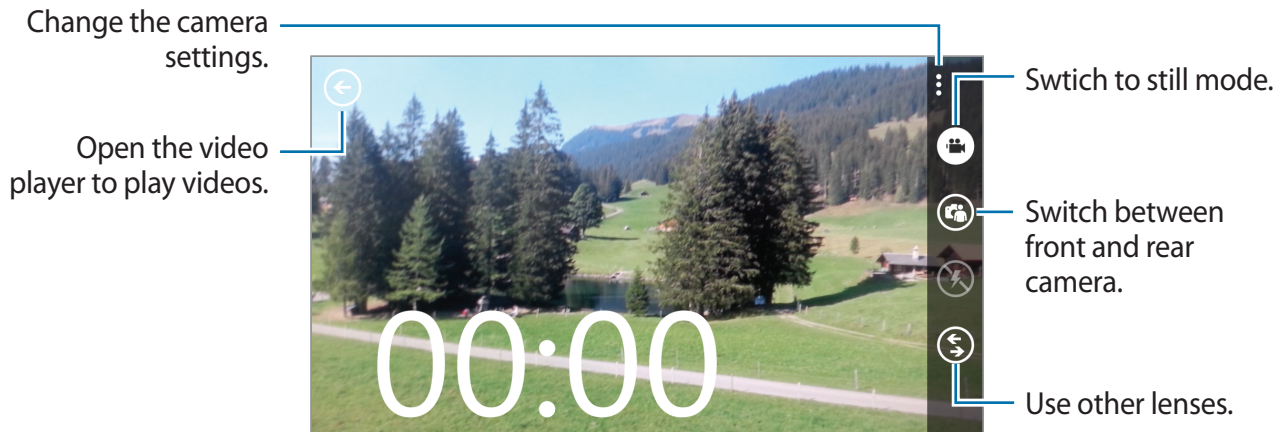 Change the camera
settings.
Open the video
player to play videos.
00:00
Swtich to still mode.
Switch between
front and rear
camera.
Use other lenses.